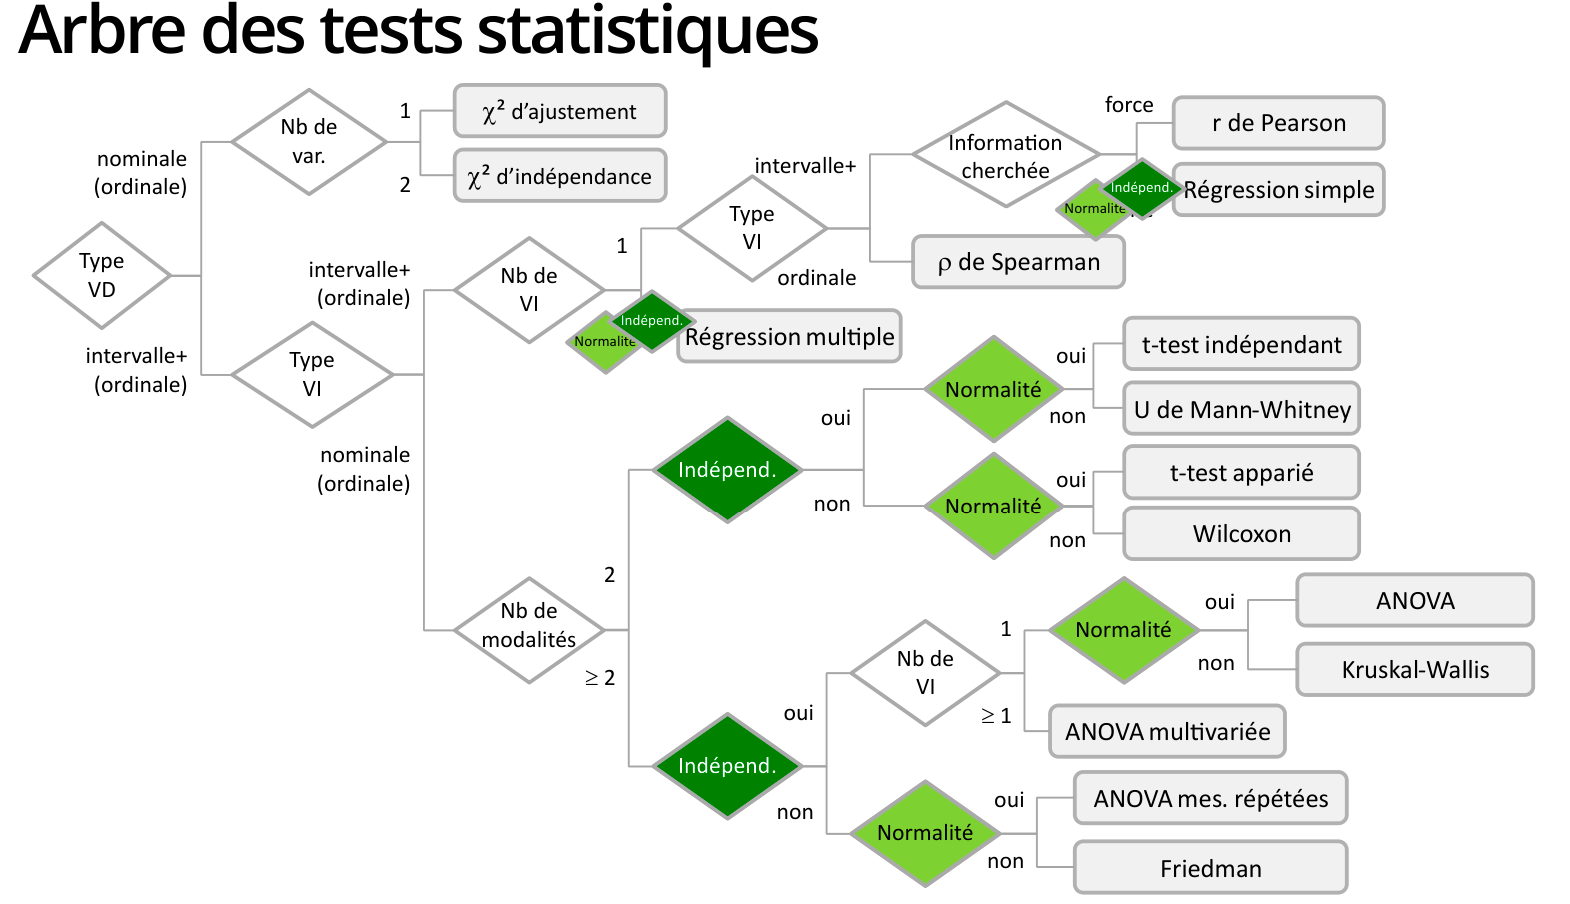 Arbre des tests statistiques
Type
VD
nominale
(ordinale)
intervalle+
(ordinale)
Nb de
var.
1
2
χ² d’ajustement
χ² d’indépendance
Type
VI
intervalle+
(ordinale)
nominale
(ordinale)
Nb de
VI
1
Normalité
Indépend.
Régression multiple
Type
VI
intervalle+
ordinale
Information
cherchée
force
Normalité
Indépend.
r de Pearson
Régression simple
ρ de Spearman
Nb de
modalités
2
≥ 2
Indépend.
oui
non
Normalité
oui
non
t-test indépendant
U de Mann-Whitney
Normalité
oui
non
t-test apparié
Wilcoxon
Indépend.
oui
non
Nb de
VI
1
≥ 1
Normalité
oui
non
ANOVA
Kruskal-Wallis
ANOVA multivariée
Normalité
oui
non
ANOVA mes. répétées
Friedman